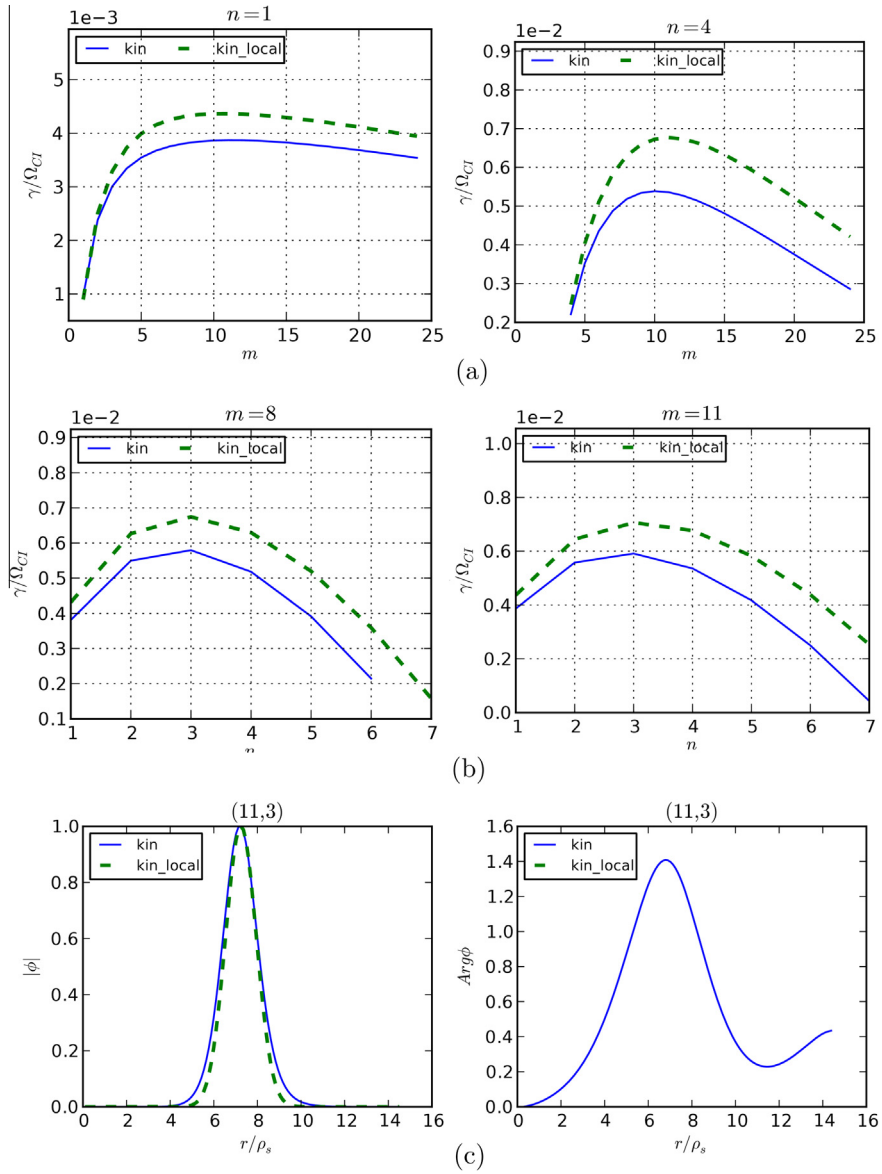 n=1
1e−3
kin kin_local
γ/Ω_CI
5
4
3
2
1
0 5 10 15 20 25
m
n=4
1e−2
kin kin_local
γ/Ω_CI
0.9
0.8
0.7
0.6
0.5
0.4
0.3
0.2
0 5 10 15 20 25
m
(a)
m=8
1e−2
kin kin_local
γ/Ω_CI
0.9
0.8
0.7
0.6
0.5
0.4
0.3
0.2
0.1
1 2 3 4 5 6 7
n
m=11
1e−2
kin kin_local
γ/Ω_CI
1.0
0.8
0.6
0.4
0.2
0.0
1 2 3 4 5 6 7
n
(b)
(11,3)
kin
kin_local
|ϕ|
1.0
0.8
0.6
0.4
0.2
0.0
0 2 4 6 8 10 12 14 16
r/ρ_s
(11,3)
kin
kin_local
Argϕ
1.6
1.4
1.2
1.0
0.8
0.6
0.4
0.2
0.0
0 2 4 6 8 10 12 14 16
r/ρ_s
(c)